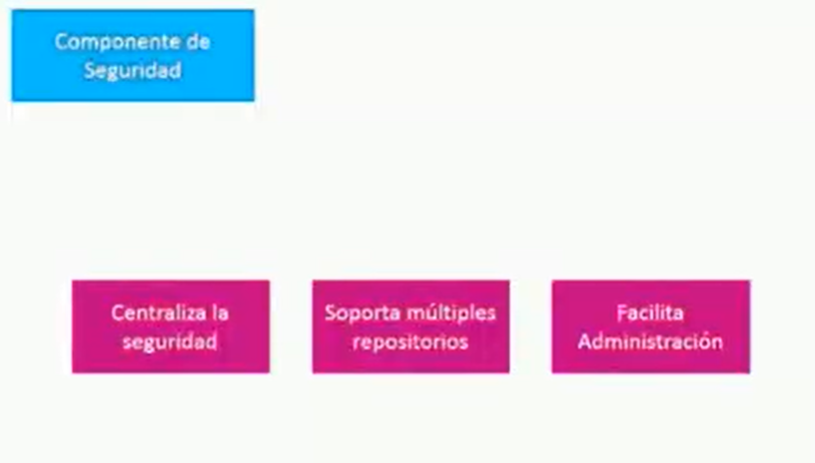 Componente de
Seguridad
Centraliza la
seguridad
Soporta múltiples
repositorios
Facilita
Administración